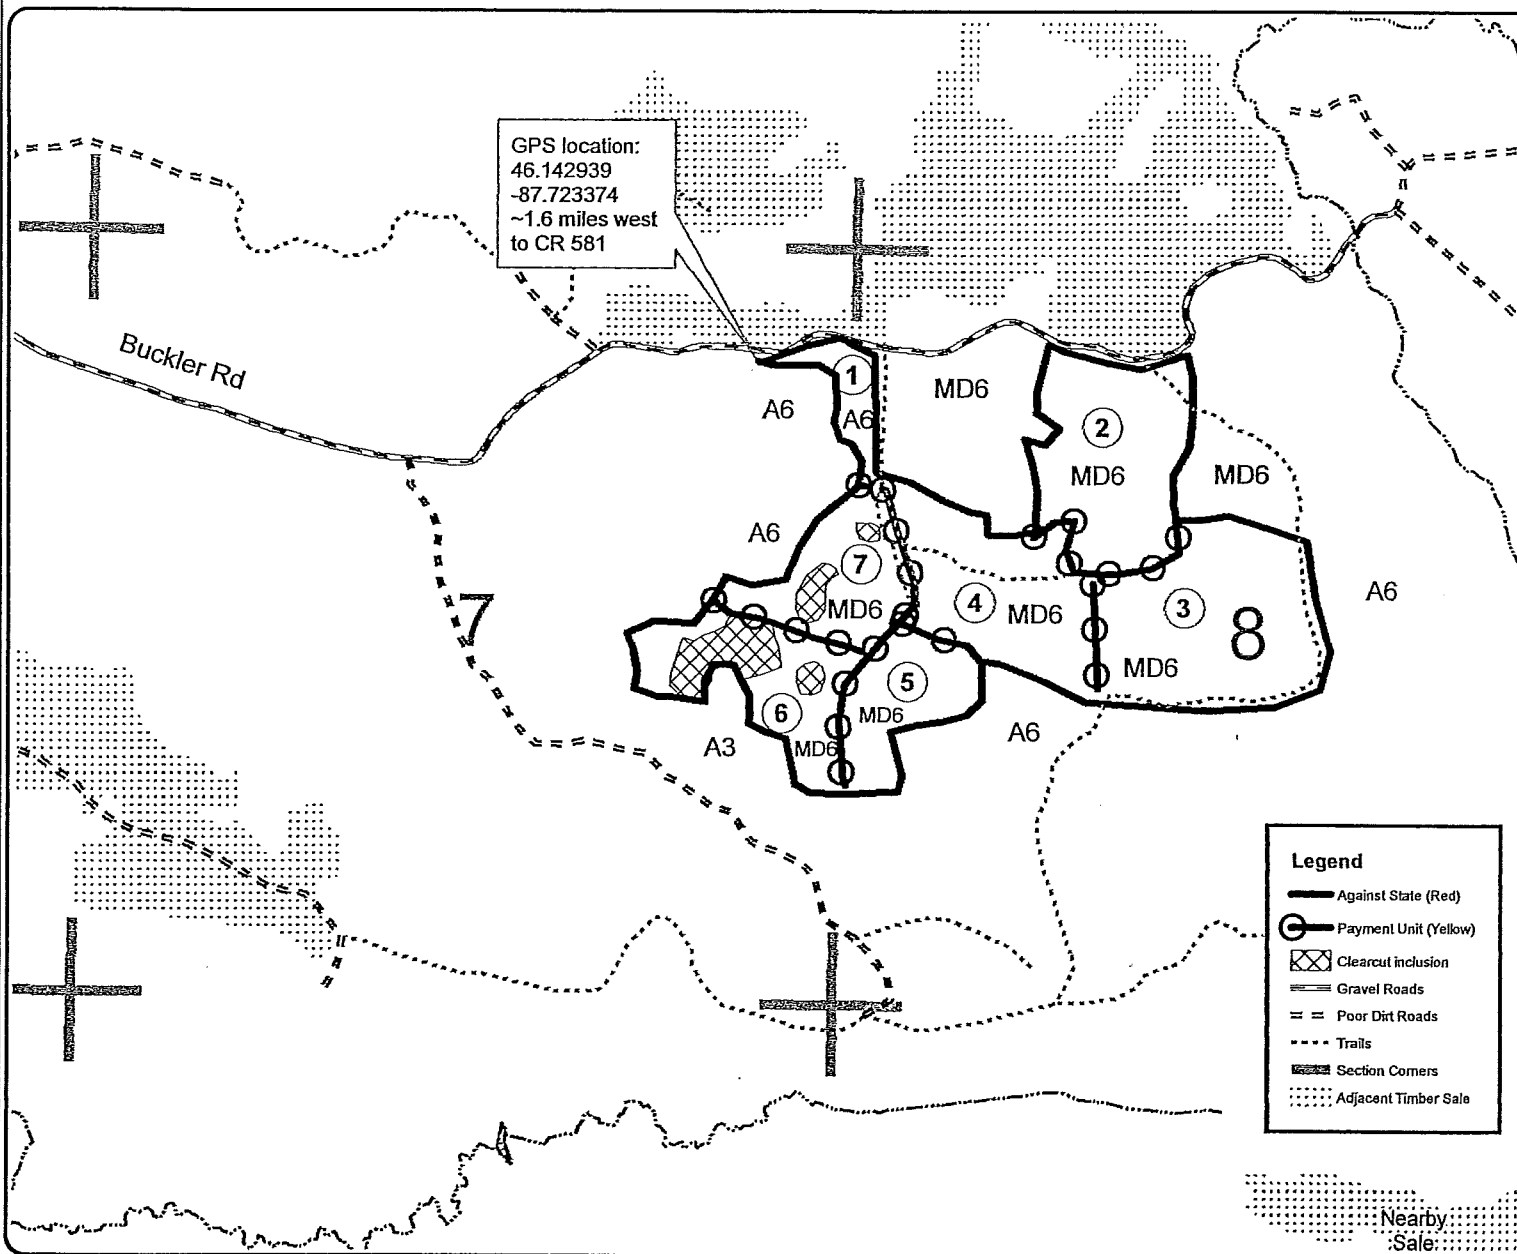 GPS location:
46.142939
-87.723374
~1.6 miles west
to CR 581
Buckler Rd
1
MD6
A6
A6
2
MD6
MD6
A6
7
MD6
4
MD6
3
8
A6
7
MD6
5
6
MD6
MD6
A3
A6
Legend
Against State (Red)
Payment Unit (Yellow)
Clearcut inclusion
Gravel Roads
Poor Dirt Roads
Trails
Section Corners
Adjacent Timber Sale
Nearby
Sale